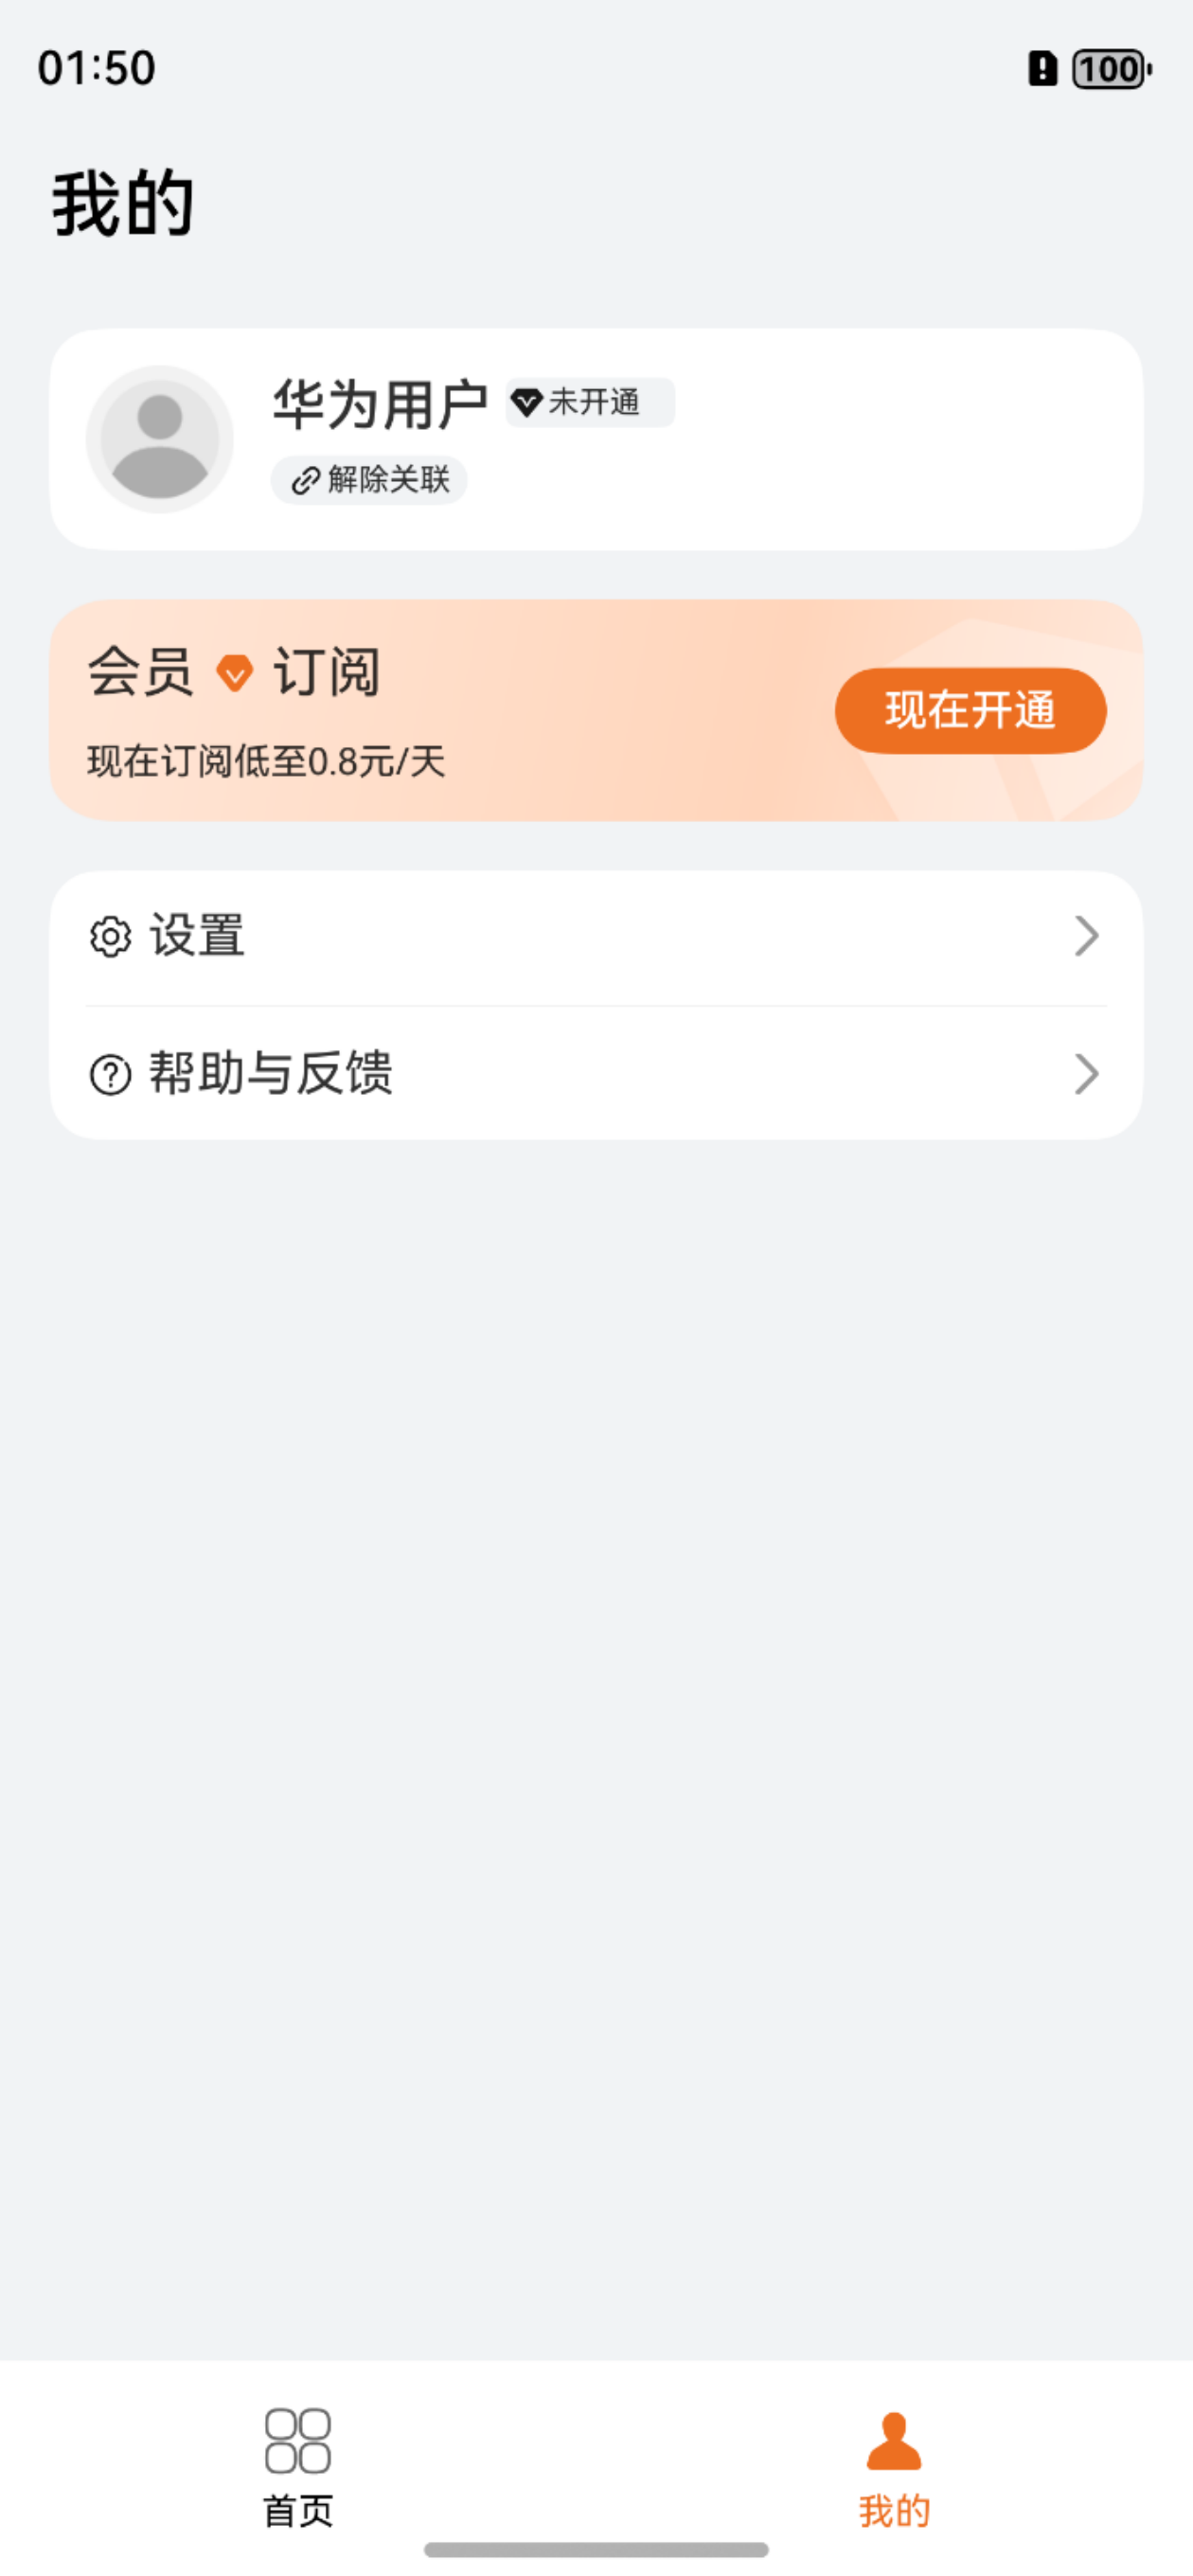 01:50
100
我的
华为用户
未开通
解除关联
会员 订阅
现在订阅低至0.8元/天
现在开通
设置
帮助与反馈
首页
我的